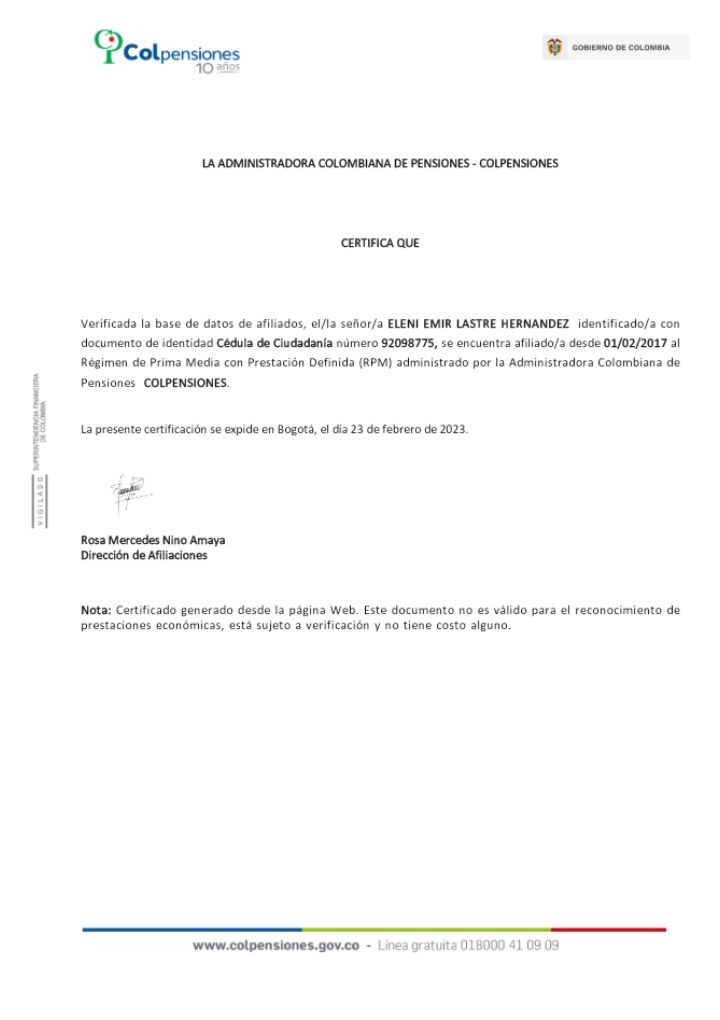 Colpensiones
10 años
GOBIERNO DE COLOMBIA
LA ADMINISTRADORA COLOMBIANA DE PENSIONES - COLPENSIONES
CERTIFICA QUE
Verificada la base de datos de afiliados, el/la señor/a ELENI EMIR LASTRE HERNANDEZ identificado/a con
documento de identidad Cédula de Ciudadanía número 92098775, se encuentra afiliado/a desde 01/02/2017 al
Régimen de Prima Media con Prestación Definida (RPM) administrado por la Administradora Colombiana de
Pensiones COLPENSIONES.
La presente certificación se expide en Bogotá, el día 23 de febrero de 2023.
Rosa Mercedes Nino Amaya
Dirección de Afiliaciones
Nota: Certificado generado desde la página Web. Este documento no es válido para el reconocimiento de
prestaciones económicas, está sujeto a verificación y no tiene costo alguno.
VIGILADO
SUPERINTENDENCIA FINANCIERA
DE COLOMBIA
www.colpensiones.gov.co - Línea gratuita 018000 41 09 09